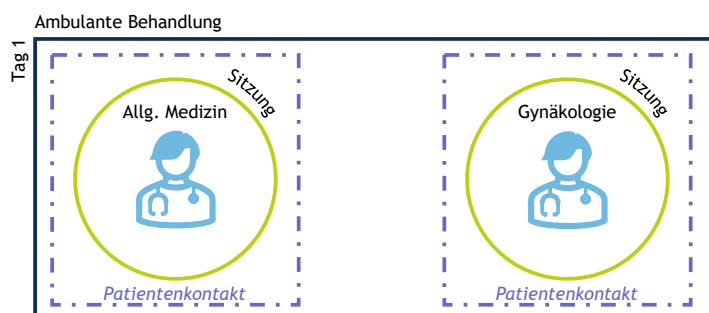 Ambulante Behandlung
Tag 1
Sitzung
Allg. Medizin
Patientenkontakt
Sitzung
Gynäkologie
Patientenkontakt